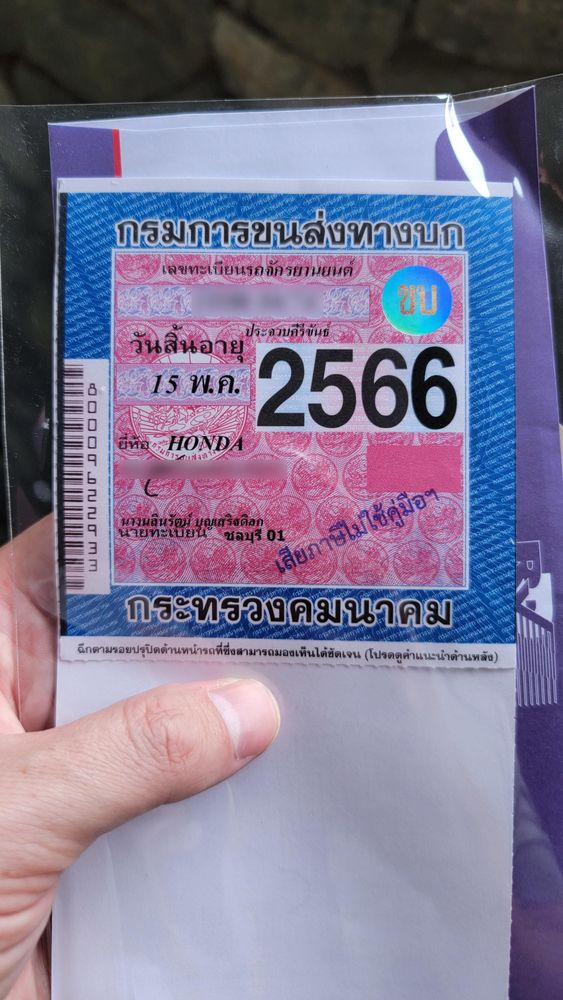 กรมการขนส่งทางบก
เลขทะเบียนรถจักรยานยนต์
ขบ
ประจวบคีรีขันธ์
วันสิ้นอายุ
15 พ.ค.
2566
ยี่ห้อ HONDA
นายทะเบียน ชลบุรี 01
เสียภาษีไม่ใช้คู่มือฯ
8000962229333
กระทรวงคมนาคม
ฉีกตามรอยปรุปิดด้านหน้ารถที่ซึ่งสามารถมองเห็นได้ชัดเจน (โปรดดูคำแนะนำด้านหลัง)